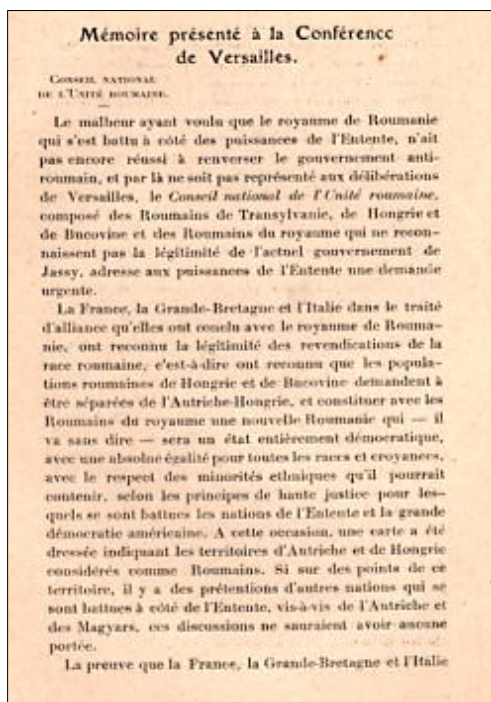 Mémoire présenté à la Conférence
de Versailles.
CONSEIL NATIONAL
DE L'UNITÉ ROUMAINE.
Le malheur ayant voulu que le royaume de Roumanie
qui s'est battu à côté des puissances de l'Entente, n'ait
pas encore réussi à renverser le gouvernement anti-
roumain, et par là ne soit pas représenté aux délibérations
de Versailles, le Conseil national de l'Unité roumaine,
composé des Roumains de Transylvanie, de Hongrie et
de Bucovine et des Roumains du royaume qui ne recon-
naissent pas la légitimité de l'actuel gouvernement de
Jassy, adresse aux puissances de l'Entente une demande
urgente.
La France, la Grande-Bretagne et l'Italie dans le traité
d'alliance qu'elles ont conclu avec le royaume de Rouma-
nie, ont reconnu la légitimité des revendications de la
race roumaine, c'est-à-dire ont reconnu que les popula-
tions roumaines de Hongrie et de Bucovine demandent à
être séparées de l'Autriche-Hongrie, et constituer avec les
Roumains du royaume une nouvelle Roumanie qui — il
va sans dire — sera un état entièrement démocratique,
avec une absolue égalité pour toutes les races et croyances,
avec le respect des minorités ethniques qu'il pourrait
contenir, selon les principes de haute justice pour les-
quels se sont battues les nations de l'Entente et la grande
démocratie américaine. A cette occasion, une carte a été
dressée indiquant les territoires d'Autriche et de Hongrie
considérés comme Roumains. Si sur des points de ce
territoire, il y a des prétentions d'autres nations qui se
sont battues à côté de l'Entente, vis-à-vis de l'Autriche et
des Magyars, ces discussions ne sauraient avoir aucune
portée.
La preuve que la France, la Grande-Bretagne et l'Italie